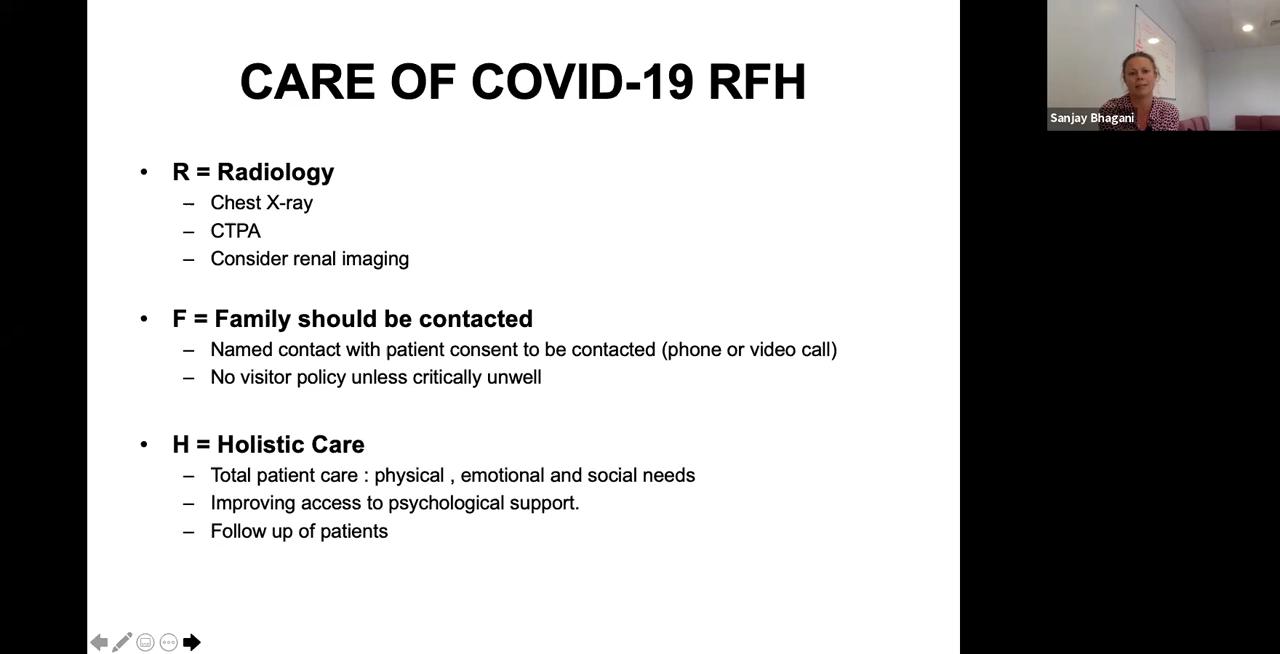 CARE OF COVID-19 RFH
Sanjay Bhagani
• R = Radiology
– Chest X-ray
– CTPA
– Consider renal imaging
• F = Family should be contacted
– Named contact with patient consent to be contacted (phone or video call)
– No visitor policy unless critically unwell
• H = Holistic Care
– Total patient care : physical , emotional and social needs
– Improving access to psychological support.
– Follow up of patients